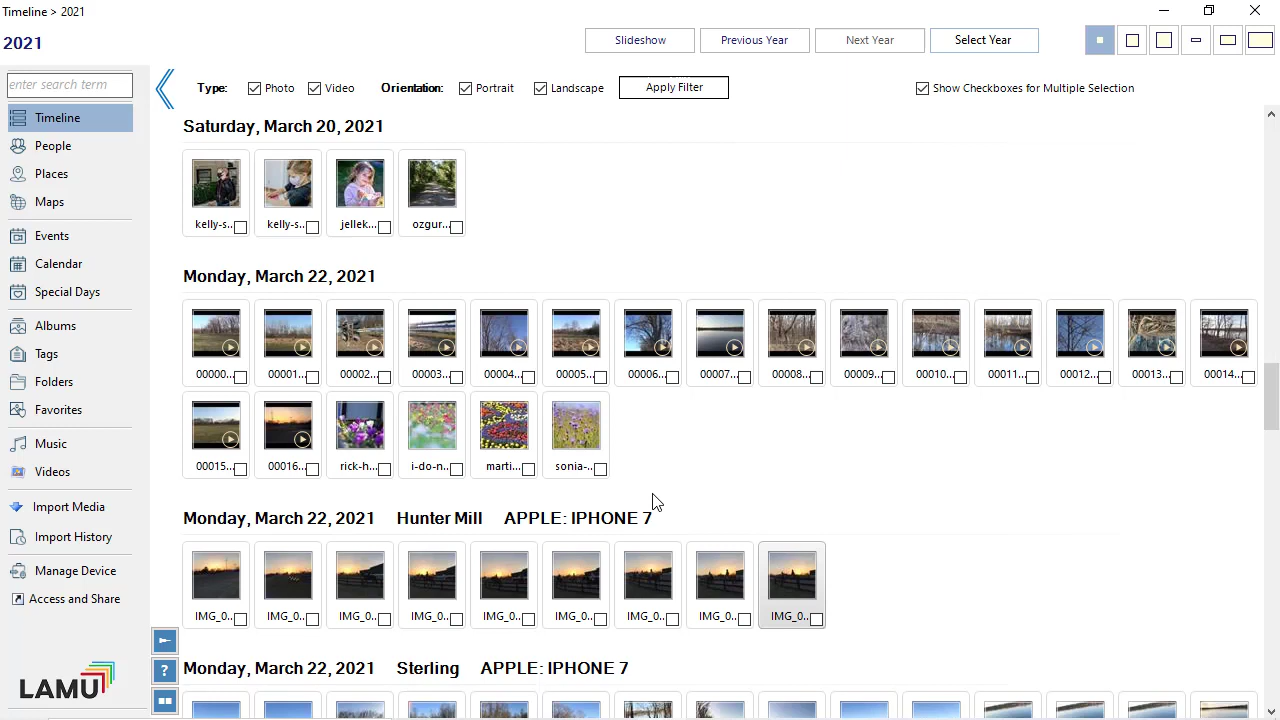 Timeline > 2021
2021
Slideshow
Previous Year
Next Year
Select Year
enter search term
Timeline
People
Places
Maps
Events
Calendar
Special Days
Albums
Tags
Folders
Favorites
Music
Videos
Import Media
Import History
Manage Device
Access and Share
LAMU
Type: Photo Video Orientation: Portrait Landscape Apply Filter Show Checkboxes for Multiple Selection
Saturday, March 20, 2021
kelly-s.. kelly-s.. jellek... ozgur...
Monday, March 22, 2021
00000... 00001... 00002... 00003... 00004... 00005... 00006... 00007... 00008... 00009... 00010... 00011... 00012... 00013... 00014...
00015... 00016... rick-h... i-do-n... marti... sonia-..
Monday, March 22, 2021 Hunter Mill APPLE: IPHONE 7
IMG_0.. IMG_0.. IMG_0.. IMG_0.. IMG_0.. IMG_0.. IMG_0.. IMG_0.. IMG_0..
?
Monday, March 22, 2021 Sterling APPLE: IPHONE 7